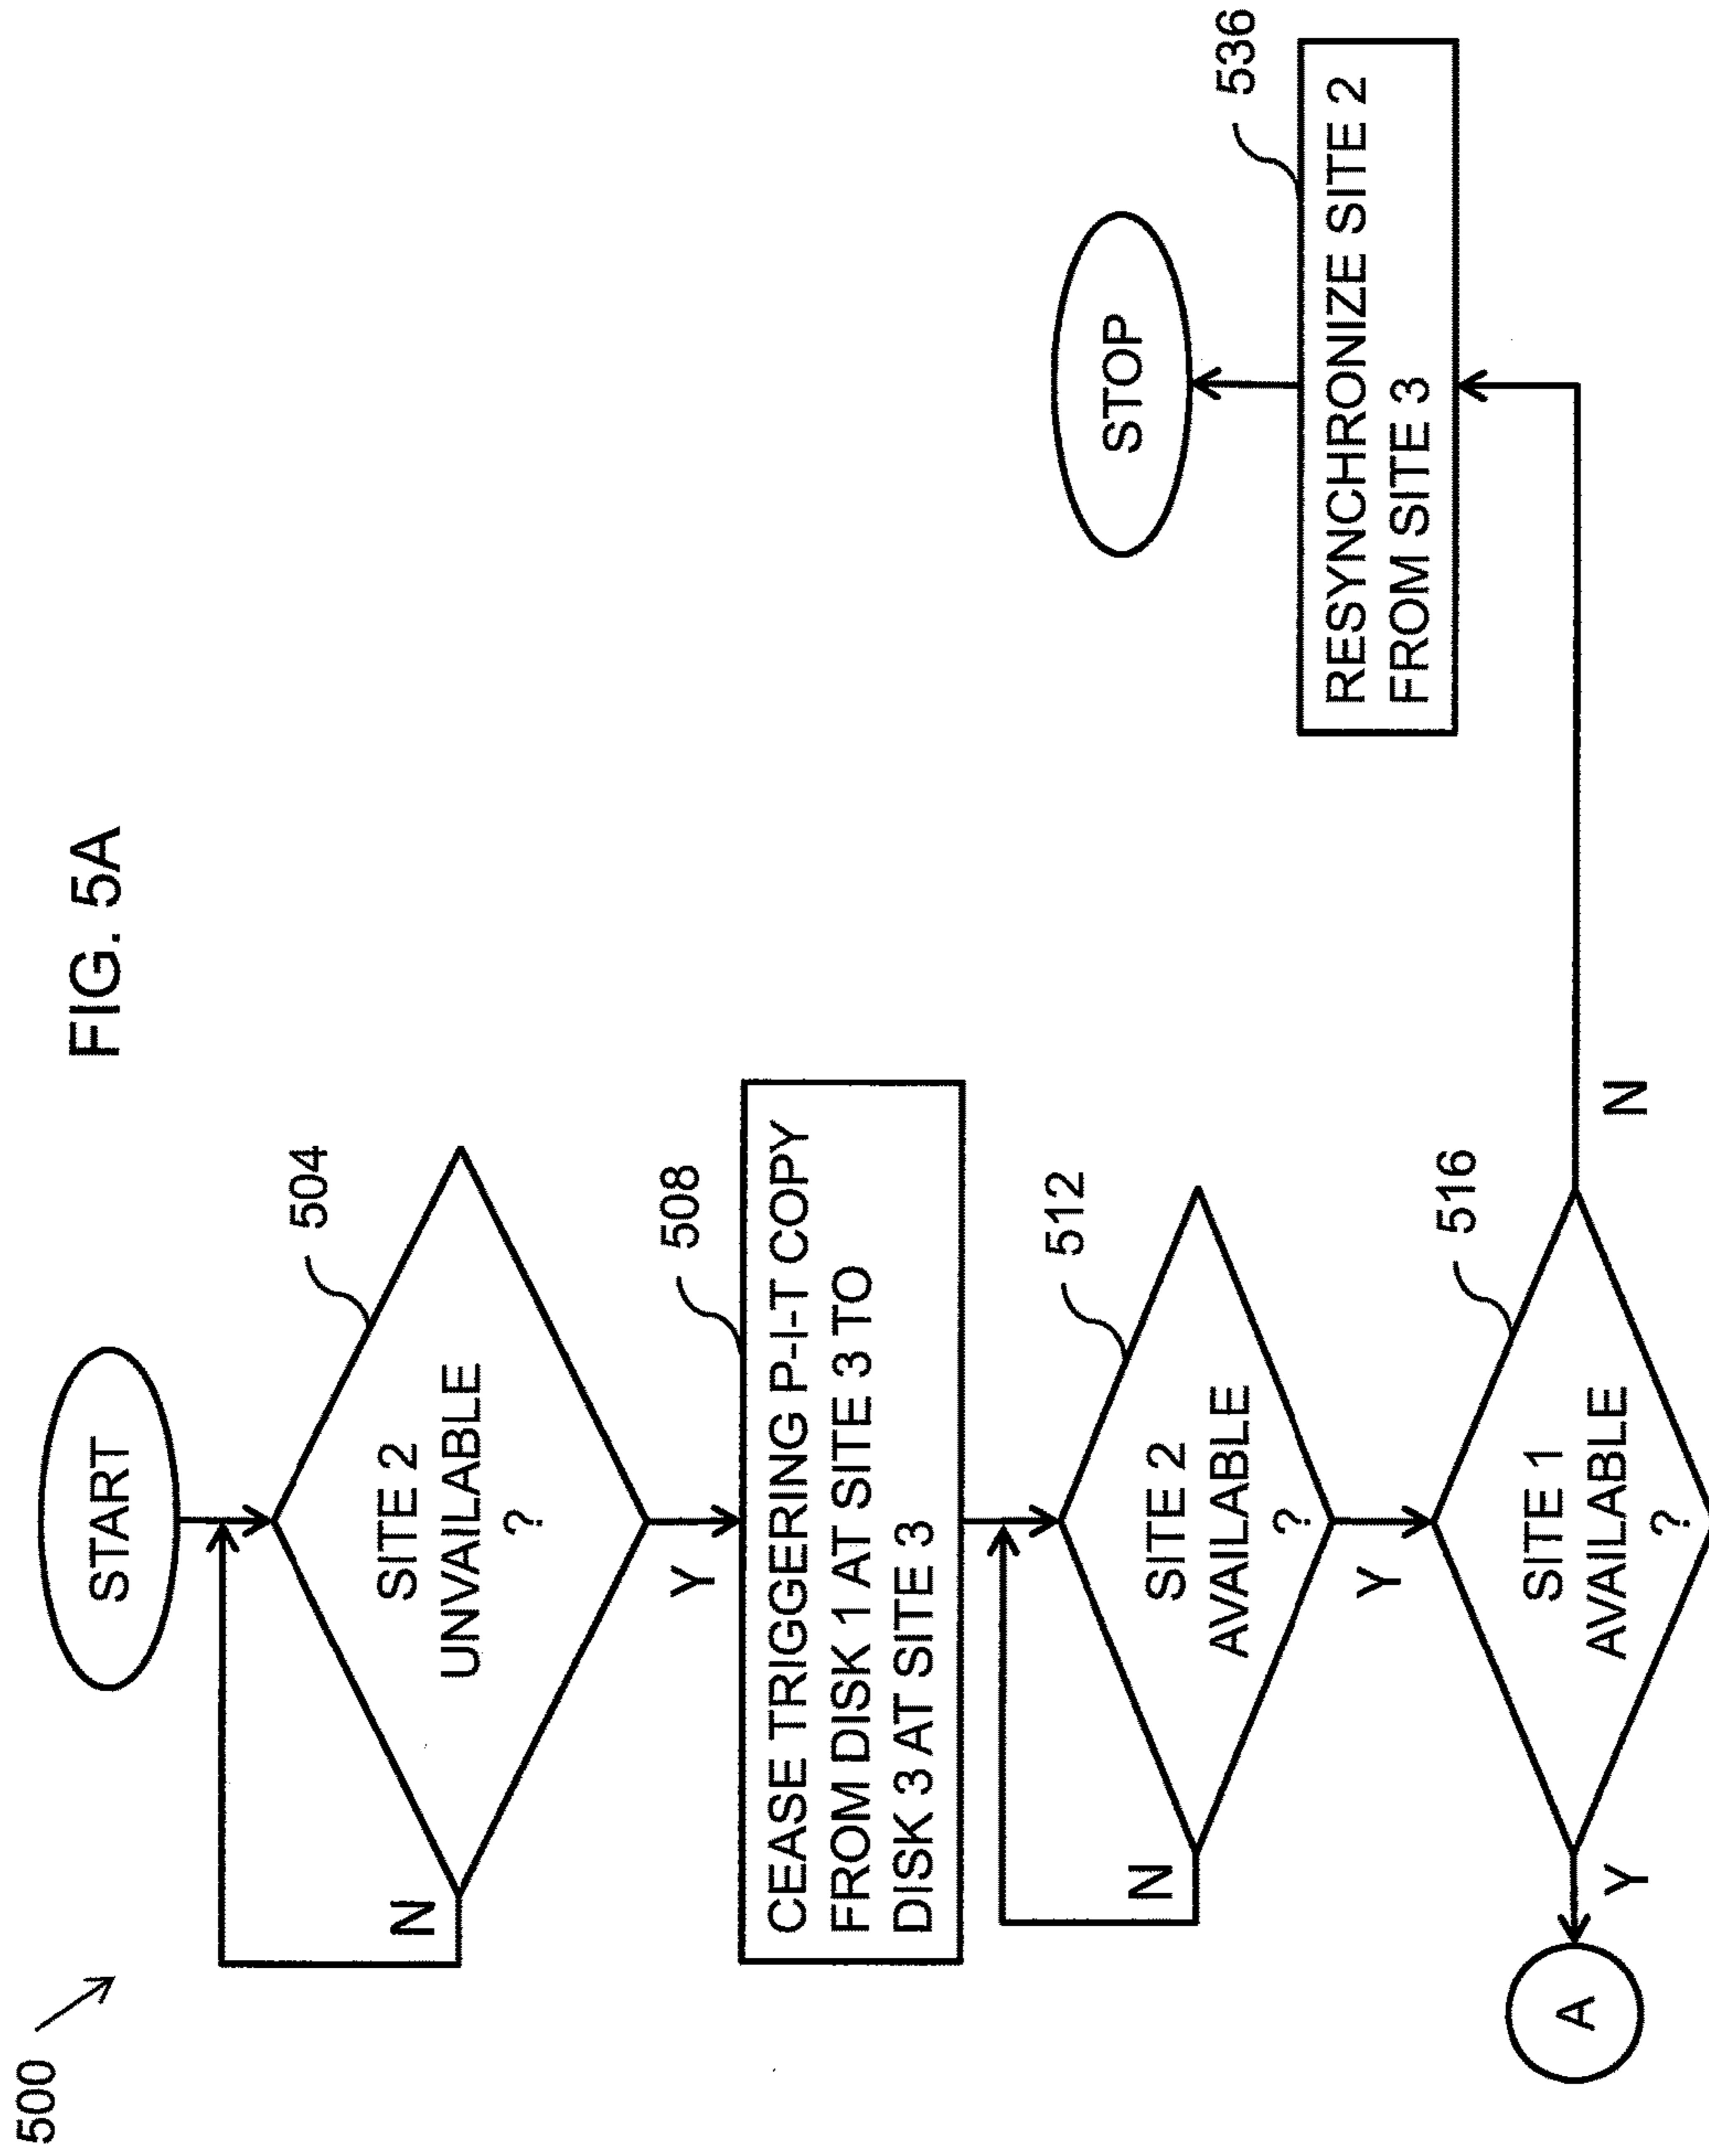 FIG. 5A
500
START
504
SITE 2
UNVAILABLE
?
N
Y
508
CEASE TRIGGERING P-I-T COPY
FROM DISK 1 AT SITE 3 TO
DISK 3 AT SITE 3
512
SITE 2
AVAILABLE
?
N
Y
516
SITE 1
AVAILABLE
?
Y
N
A
STOP
536
RESYNCHRONIZE SITE 2
FROM SITE 3